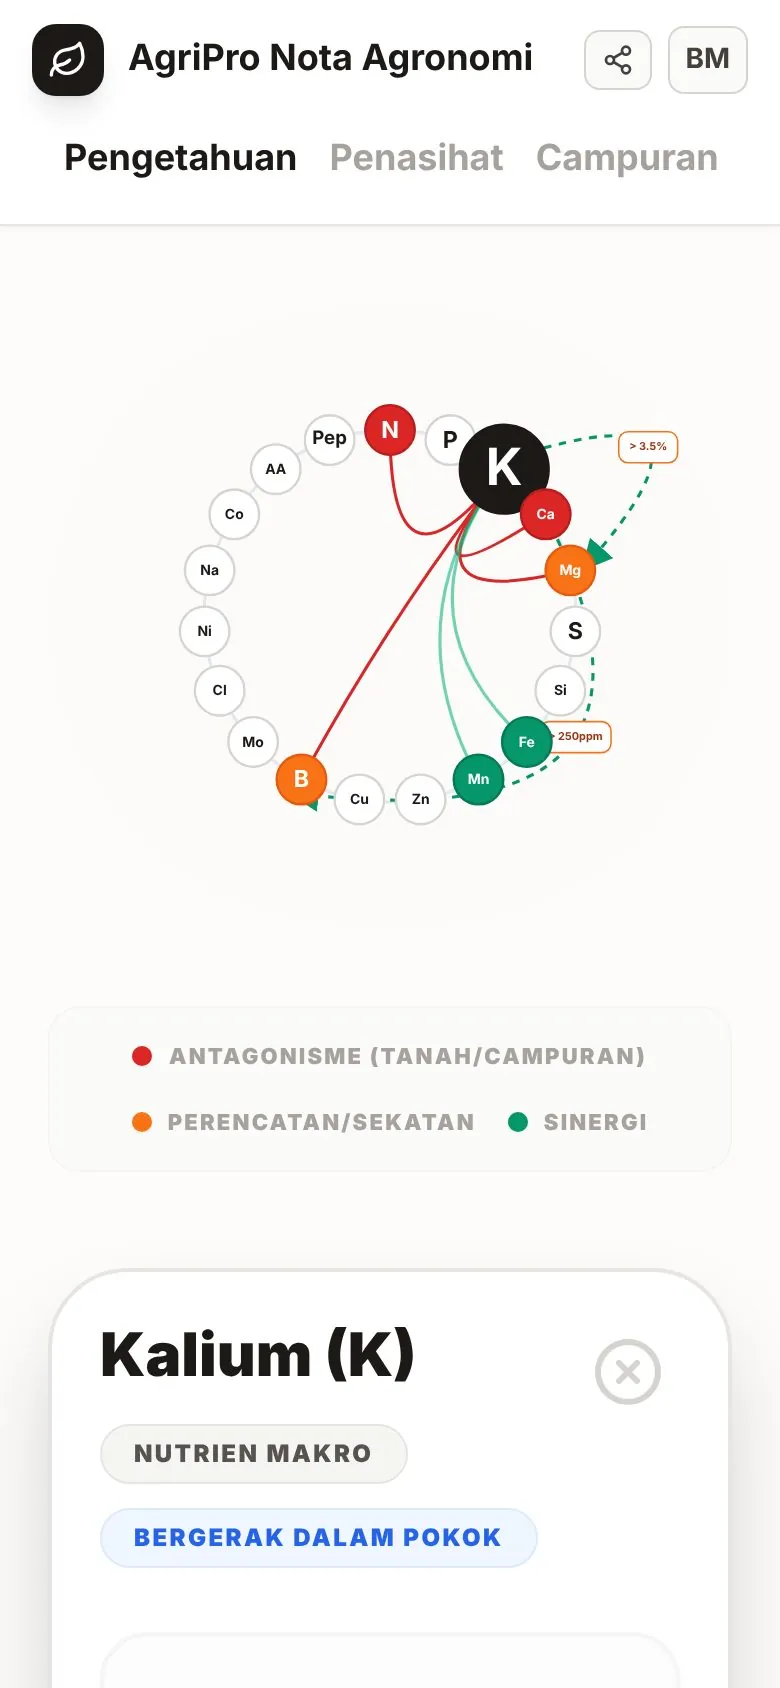 AgriPro Nota Agronomi
BM
Pengetahuan Penasihat Campuran
N
Pep
P
K
> 3.5%
AA
Ca
Co
Mg
Na
Ni
S
Cl
Si
Mo
Fe
> 250ppm
B
Mn
Cu
Zn
ANTAGONISME (TANAH/CAMPURAN)
PERENCATAN/SEKATAN SINERGI
Kalium (K)
NUTRIEN MAKRO
BERGERAK DALAM POKOK